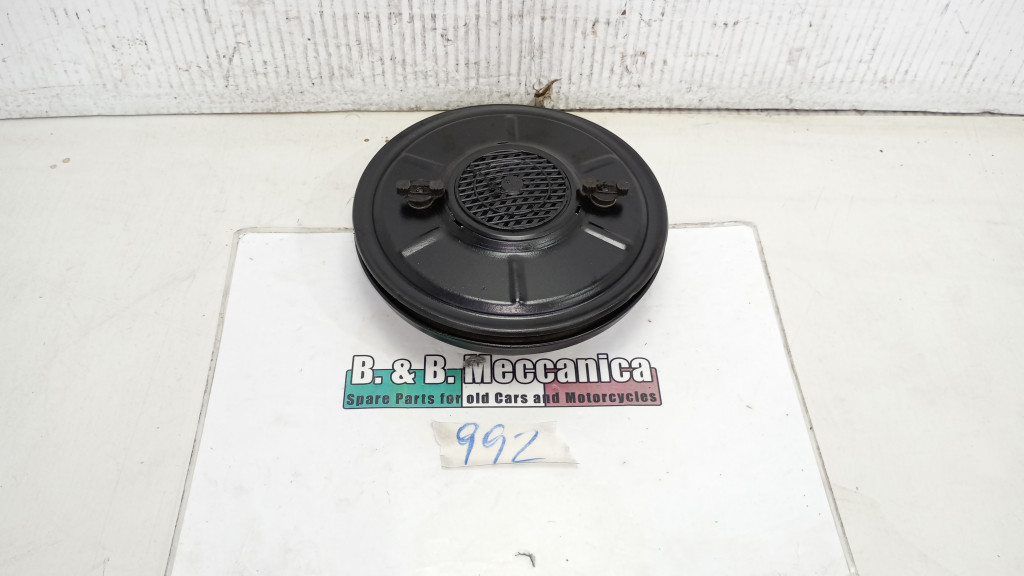 B. & B. Meccanica
Spare Parts for old Cars and Motorcycles
992